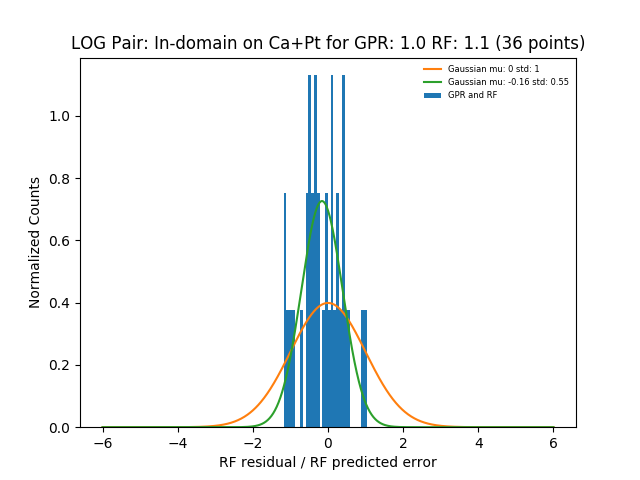 LOG Pair: In-domain on Ca+Pt for GPR: 1.0 RF: 1.1 (36 points)
Gaussian mu: 0 std: 1
Gaussian mu: -0.16 std: 0.55
GPR and RF
Normalized Counts
1.0
0.8
0.6
0.4
0.2
0.0
−6 −4 −2 0 2 4 6
RF residual / RF predicted error